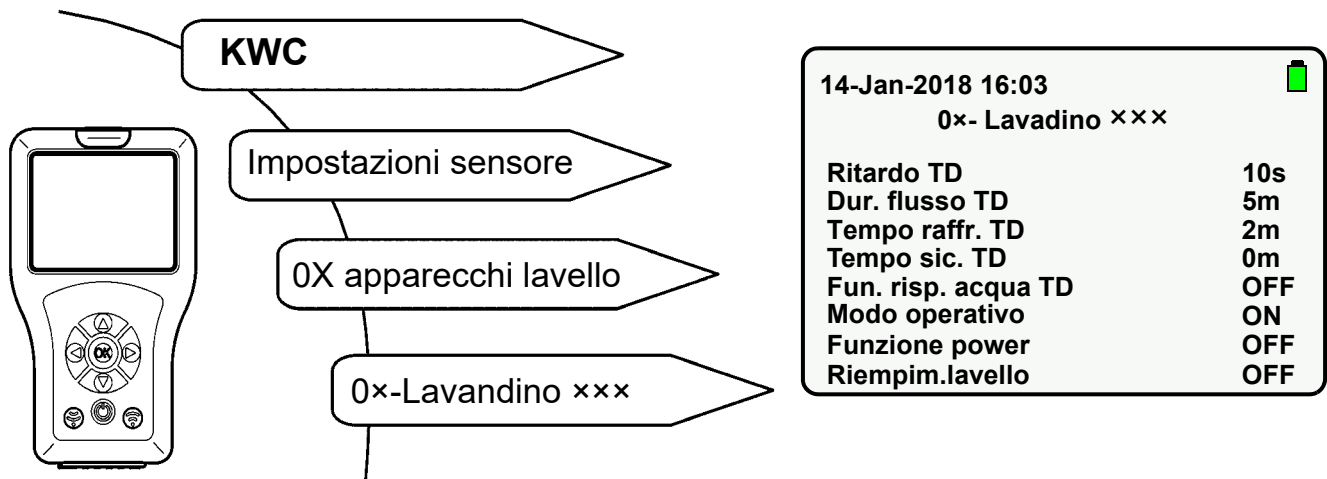 KWC
Impostazioni sensore
0X apparecchi lavello
0×-Lavandino ×××
OK
14-Jan-2018 16:03
0×- Lavadino ×××
Ritardo TD 10s
Dur. flusso TD 5m
Tempo raffr. TD 2m
Tempo sic. TD 0m
Fun. risp. acqua TD OFF
Modo operativo ON
Funzione power OFF
Riempim.lavello OFF